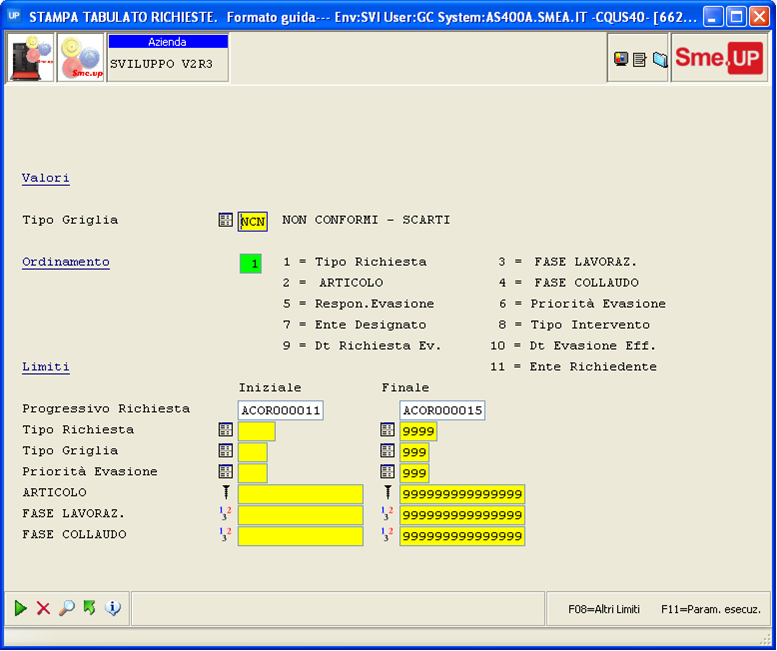 UP STAMPA TABULATO RICHIESTE. Formato guida--- Env:SVI User:GC System:AS400A.SMEA.IT -CQUS40- [662...
Sme.up
Azienda
SVILUPPO V2R3
Sme.UP
Valori
Tipo Griglia NCN NON CONFORMI - SCARTI
Ordinamento 1 1 = Tipo Richiesta 3 = FASE LAVORAZ.
2 = ARTICOLO 4 = FASE COLLAUDO
5 = Respon.Evasione 6 = Priorità Evasione
7 = Ente Designato 8 = Tipo Intervento
9 = Dt Richiesta Ev. 10 = Dt Evasione Eff.
Limiti 11 = Ente Richiedente
Iniziale Finale
Progressivo Richiesta ACOR000011 ACOR000015
Tipo Richiesta 9999
Tipo Griglia 999
Priorità Evasione 999
ARTICOLO 999999999999999
FASE LAVORAZ. 999999999999999
FASE COLLAUDO 999999999999999
F08=Altri Limiti F11=Param. esecuz.